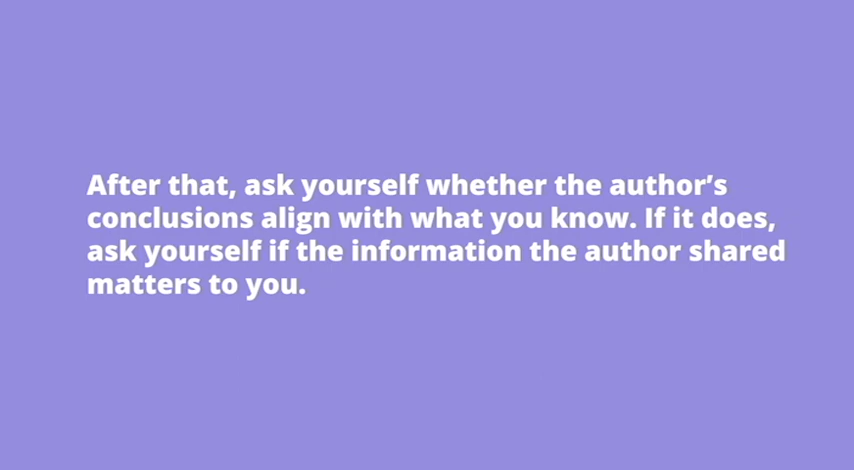 After that, ask yourself whether the author’s
conclusions align with what you know. If it does,
ask yourself if the information the author shared
matters to you.